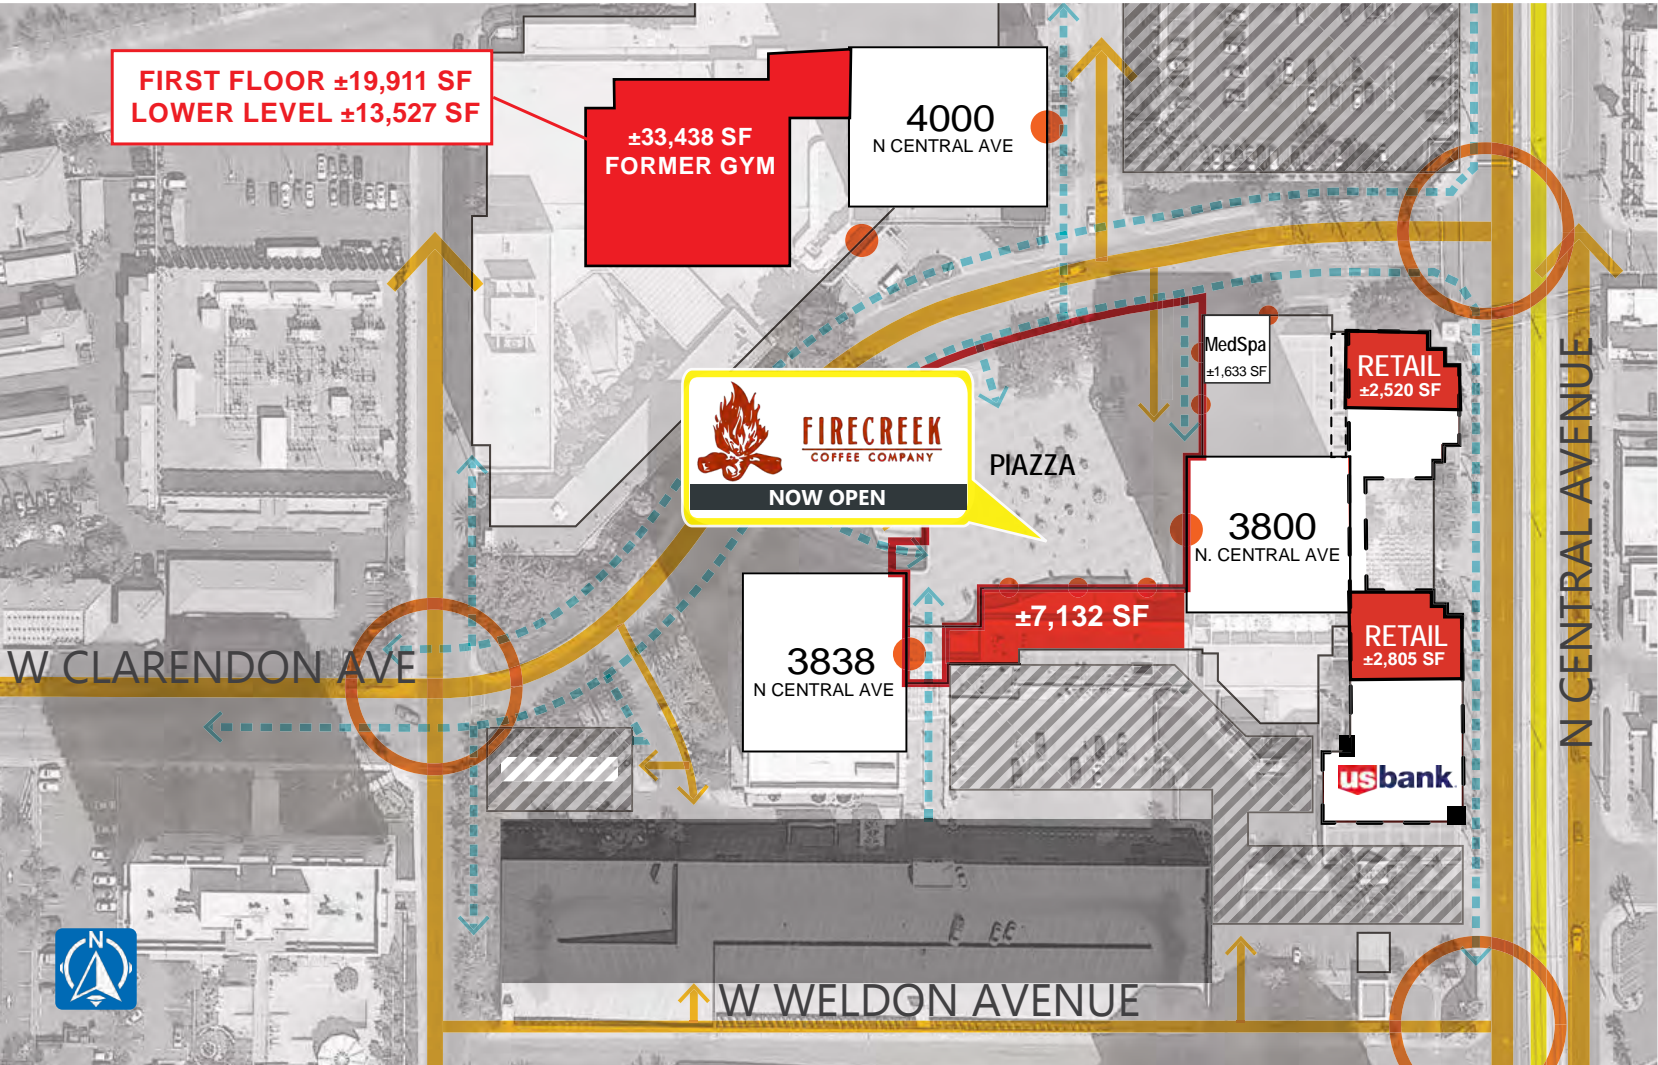 FIRST FLOOR ±19,911 SF
LOWER LEVEL ±13,527 SF
±33,438 SF
FORMER GYM
4000
N CENTRAL AVE
MedSpa
±1,633 SF
RETAIL
±2,520 SF
FIRECREEK
COFFEE COMPANY
NOW OPEN
PIAZZA
3800
N. CENTRAL AVE
N CENTRAL AVENUE
±7,132 SF
RETAIL
±2,805 SF
W CLARENDON AVE
3838
N CENTRAL AVE
usbank
N
W WELDON AVENUE